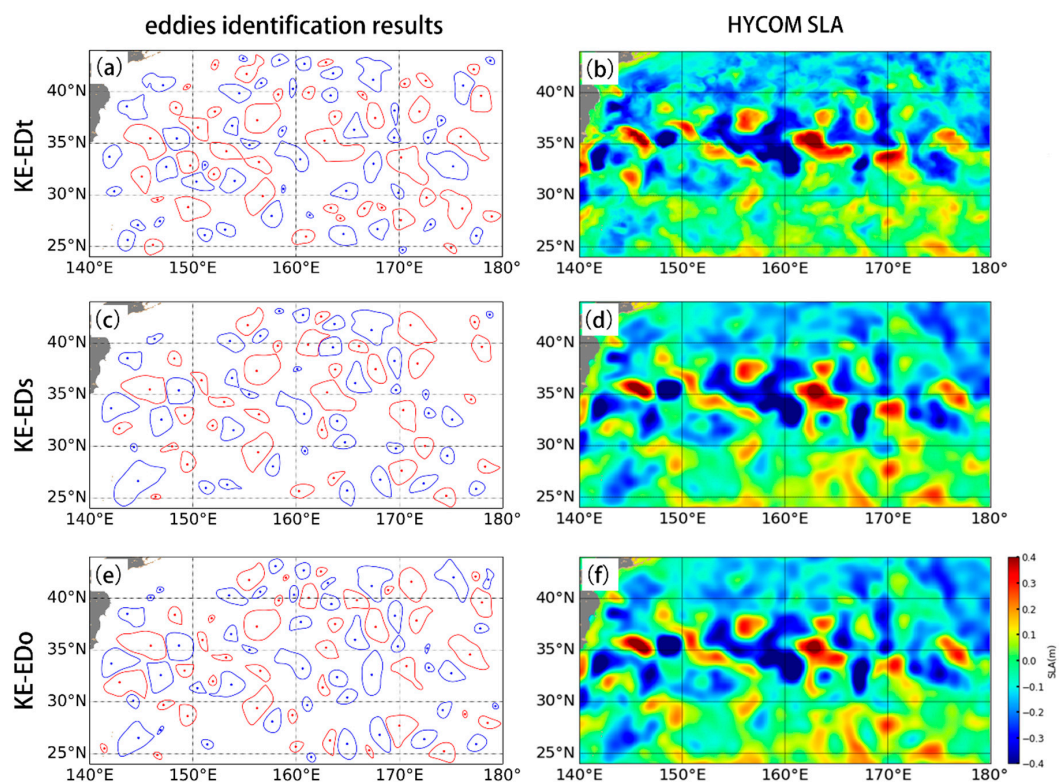 eddies identification results
HYCOM SLA
KE-EDt
(a)
40°N
35°N
30°N
25°N
140°E 150° 160° 170° 180°
(b)
40°N
35°N
30°N
25°N
140°E 150° 160° 170° 180°
KE-EDs
(c)
40°N
35°N
30°N
25°N
140°E 150° 160° 170° 180°
(d)
40°N
35°N
30°N
25°N
140°E 150° 160° 170° 180°
KE-EDo
(e)
40°N
35°N
30°N
25°N
140°E 150° 160° 170° 180°
(f)
40°N
35°N
30°N
25°N
140°E 150° 160° 170° 180°
0.4
0.3
0.2
0.1
0.0
−0.1
−0.2
−0.3
−0.4
SLA(m)